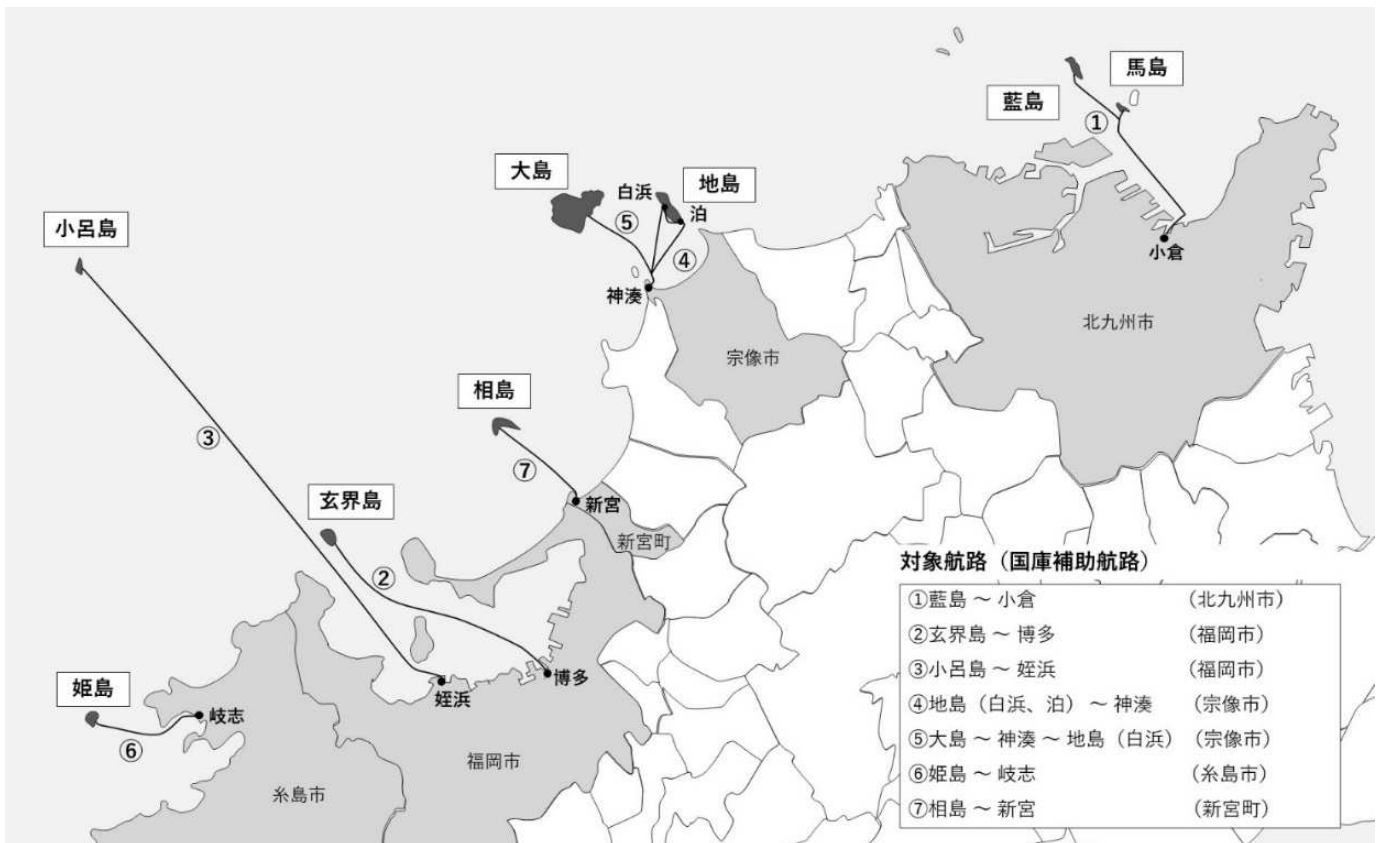 馬島
藍島
①
大島
白浜
地島
泊
⑤
④
小呂島
小倉
神湊
北九州市
宗像市
相島
③
⑦
玄界島
新宮
新宮町
②
姫島
岐志
姪浜
博多
⑥
福岡市
糸島市
対象航路（国庫補助航路）
①藍島 ～ 小倉 （北九州市）
②玄界島 ～ 博多 （福岡市）
③小呂島 ～ 姪浜 （福岡市）
④地島（白浜、泊） ～ 神湊 （宗像市）
⑤大島 ～ 神湊 ～ 地島（白浜） （宗像市）
⑥姫島 ～ 岐志 （糸島市）
⑦相島 ～ 新宮 （新宮町）